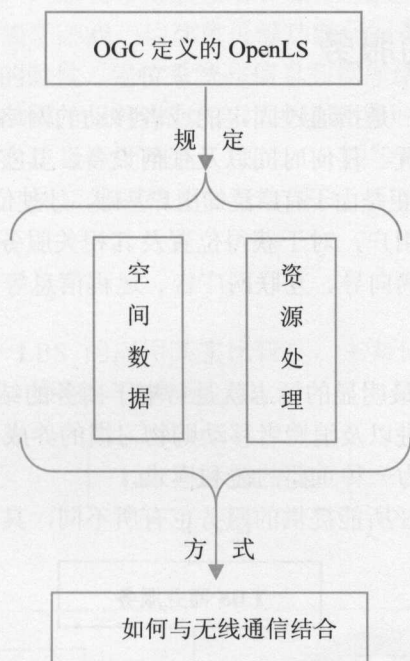 OGC 定义的 OpenLS
规 定
空间数据
资源处理
方 式
如何与无线通信结合